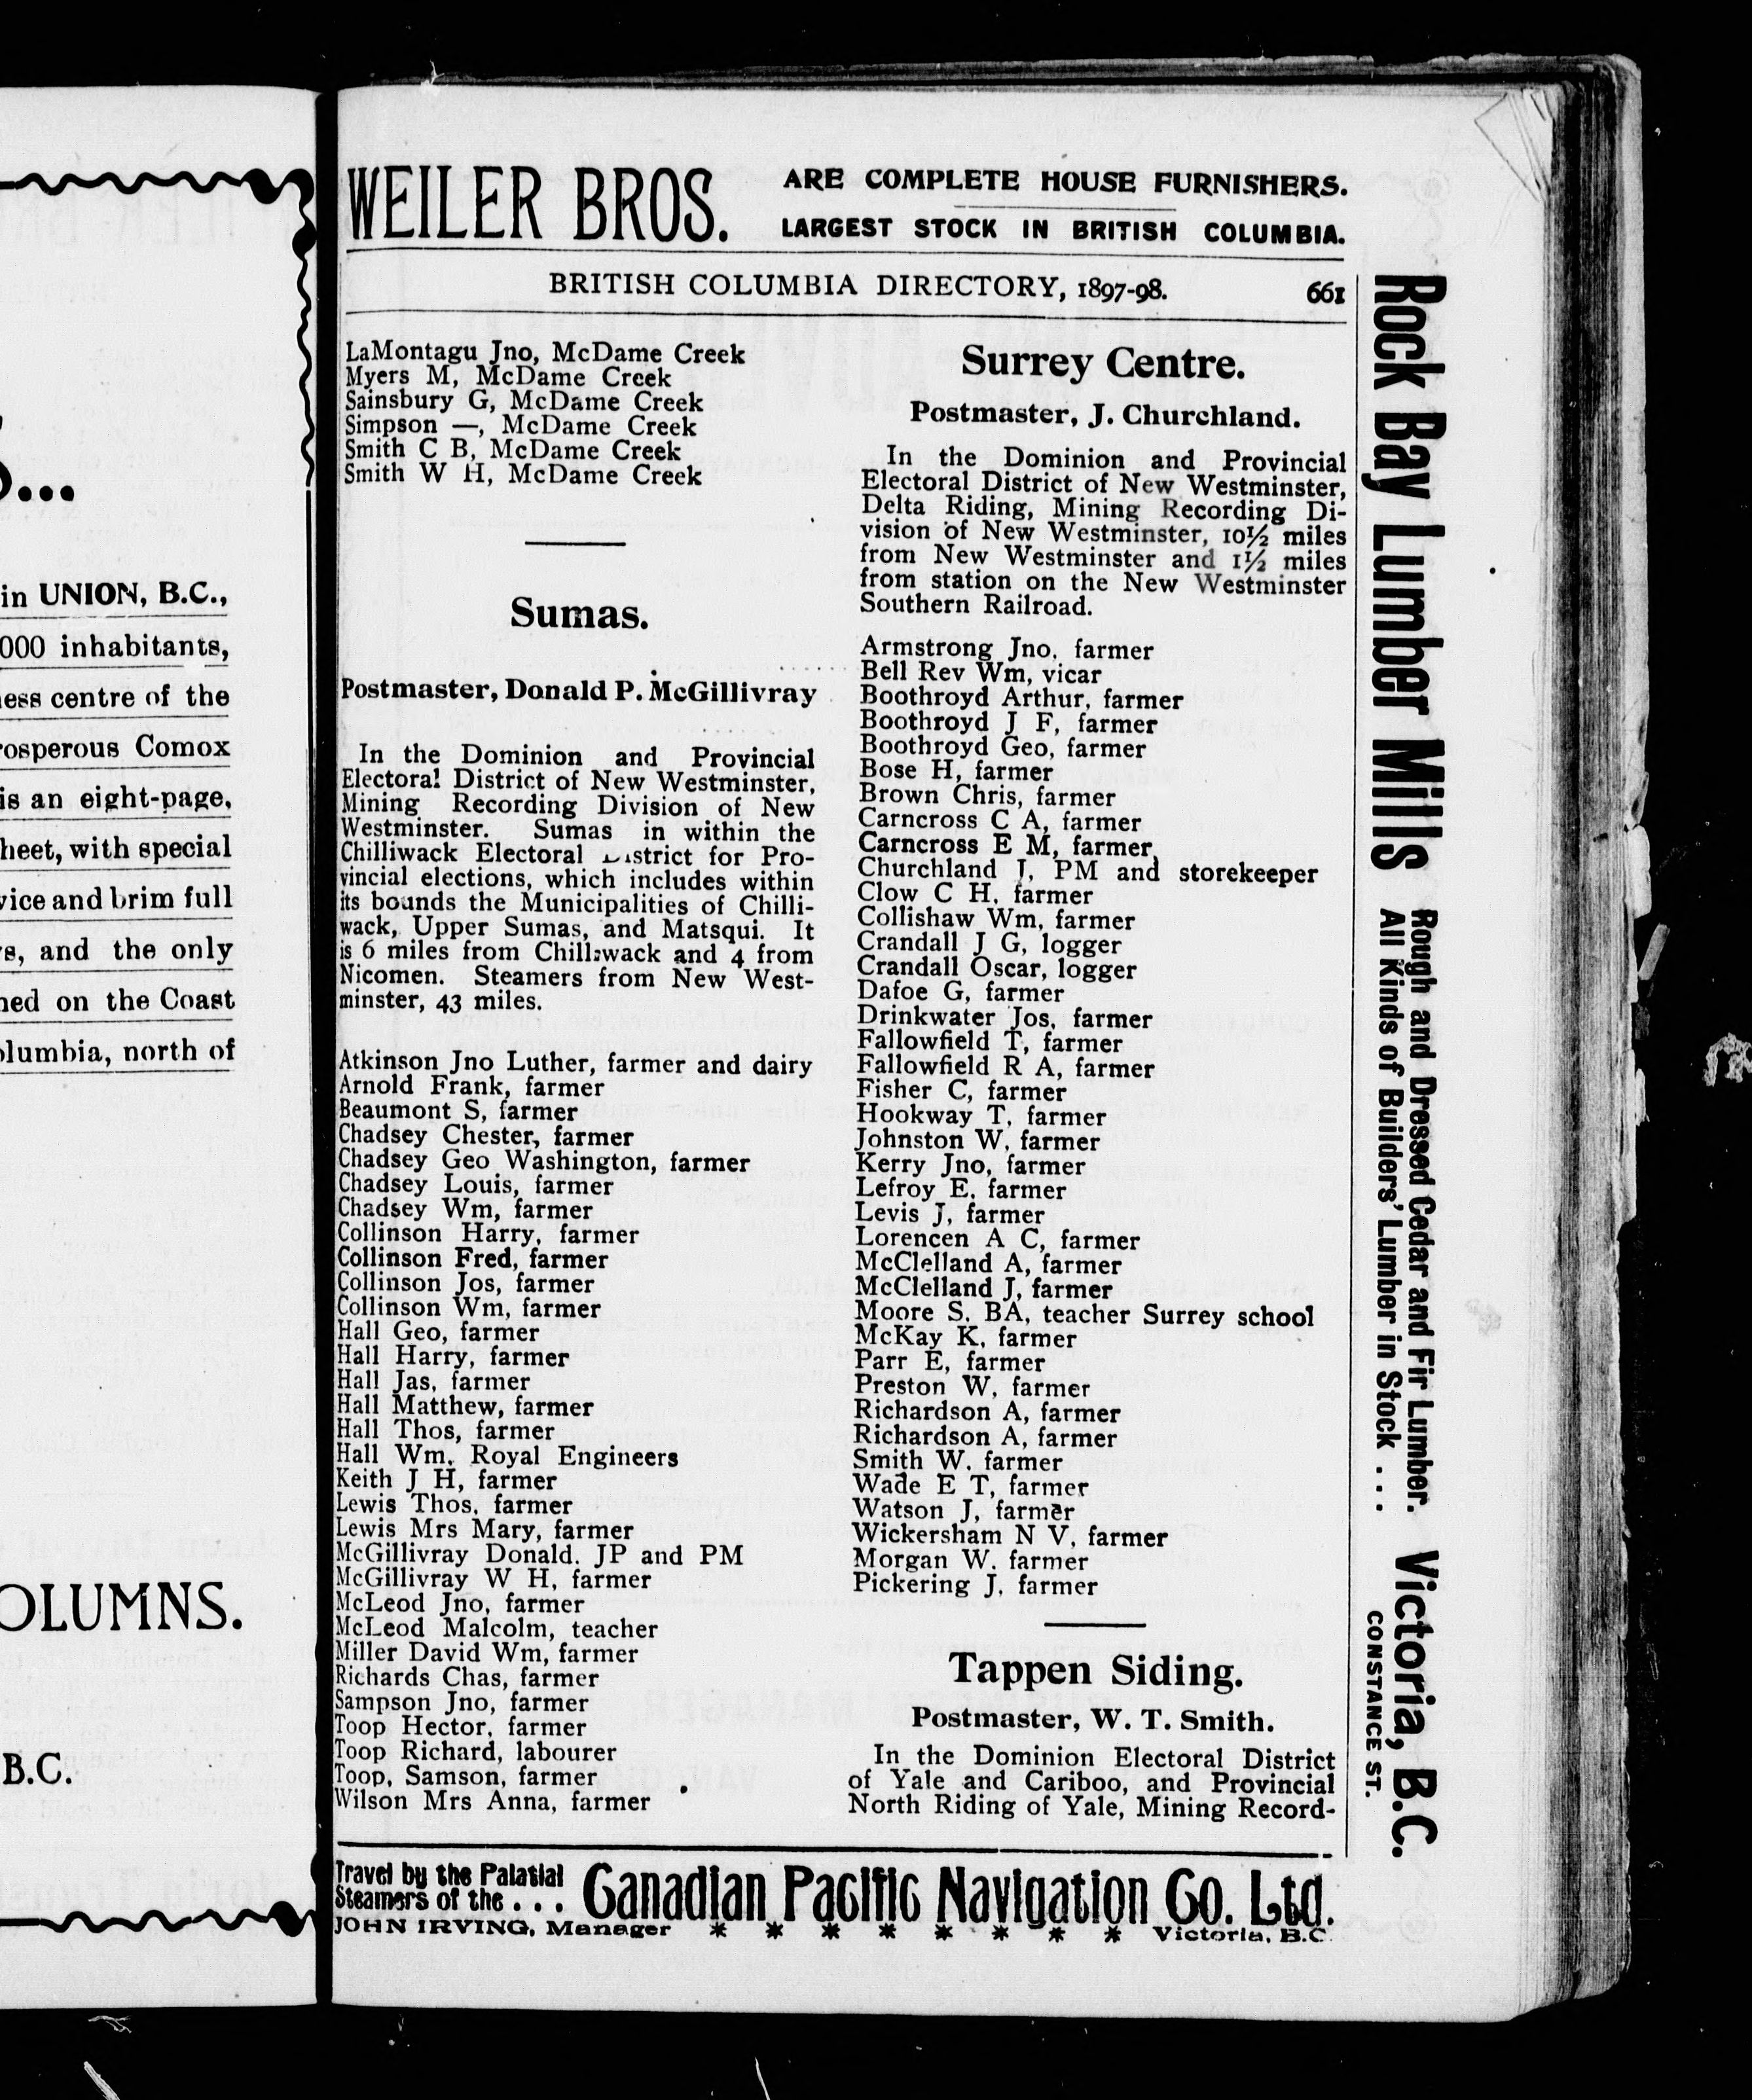 in UNION, B.C.,
000 inhabitants,
ness centre of the
rosperous Comox
is an eight-page,
heet, with special
vice and brim full
s, and the only
ned on the Coast
olumbia, north of
OLUMNS.
B.C.
WEILER BROS.
ARE COMPLETE HOUSE FURNISHERS.
LARGEST STOCK IN BRITISH COLUMBIA.
BRITISH COLUMBIA DIRECTORY, 1897-98. 661
LaMontagu Jno, McDame Creek
Myers M, McDame Creek
Sainsbury G, McDame Creek
Simpson —, McDame Creek
Smith C B, McDame Creek
Smith W H, McDame Creek
Sumas.
Postmaster, Donald P. McGillivray
In the Dominion and Provincial
Electoral District of New Westminster,
Mining Recording Division of New
Westminster. Sumas in within the
Chilliwack Electoral District for Pro-
vincial elections, which includes within
its bounds the Municipalities of Chilli-
wack, Upper Sumas, and Matsqui. It
is 6 miles from Chilliwack and 4 from
Nicomen. Steamers from New West-
minster, 43 miles.
Atkinson Jno Luther, farmer and dairy
Arnold Frank, farmer
Beaumont S, farmer
Chadsey Chester, farmer
Chadsey Geo Washington, farmer
Chadsey Louis, farmer
Chadsey Wm, farmer
Collinson Harry, farmer
Collinson Fred, farmer
Collinson Jos, farmer
Collinson Wm, farmer
Hall Geo, farmer
Hall Harry, farmer
Hall Jas, farmer
Hall Matthew, farmer
Hall Thos, farmer
Hall Wm, Royal Engineers
Keith J H, farmer
Lewis Thos, farmer
Lewis Mrs Mary, farmer
McGillivray Donald. JP and PM
McGillivray W H, farmer
McLeod Jno, farmer
McLeod Malcolm, teacher
Miller David Wm, farmer
Richards Chas, farmer
Sampson Jno, farmer
Toop Hector, farmer
Toop Richard, labourer
Toop, Samson, farmer
Wilson Mrs Anna, farmer
Surrey Centre.
Postmaster, J. Churchland.
In the Dominion and Provincial
Electoral District of New Westminster,
Delta Riding, Mining Recording Di-
vision of New Westminster, 10½ miles
from New Westminster and 1½ miles
from station on the New Westminster
Southern Railroad.
Armstrong Jno, farmer
Bell Rev Wm, vicar
Boothroyd Arthur, farmer
Boothroyd J F, farmer
Boothroyd Geo, farmer
Bose H, farmer
Brown Chris, farmer
Carncross C A, farmer
Carncross E M, farmer
Churchland J, PM and storekeeper
Clow C H, farmer
Collishaw Wm, farmer
Crandall J G, logger
Crandall Oscar, logger
Dafoe G, farmer
Drinkwater Jos, farmer
Fallowfield T, farmer
Fallowfield R A, farmer
Fisher C, farmer
Hookway T, farmer
Johnston W, farmer
Kerry Jno, farmer
Lefroy E, farmer
Levis J, farmer
Lorencen A C, farmer
McClelland A, farmer
McClelland J, farmer
Moore S, BA, teacher Surrey school
McKay K, farmer
Parr E, farmer
Preston W, farmer
Richardson A, farmer
Richardson A, farmer
Smith W, farmer
Wade E T, farmer
Watson J, farmer
Wickersham N V, farmer
Morgan W, farmer
Pickering J, farmer
Tappen Siding.
Postmaster, W. T. Smith.
In the Dominion Electoral District
of Yale and Cariboo, and Provincial
North Riding of Yale, Mining Record-
Travel by the Palatial
Steamers of the . . .
Canadian Pacific Navigation Co. Ltd.
JOHN IRVING, Manager * * * * * * * * Victoria, B.C.
Rock Bay Lumber Mills
Rough and Dressed Cedar and Fir Lumber.
All Kinds of Builders' Lumber in Stock . . .
Victoria, B.C.
CONSTANCE ST.